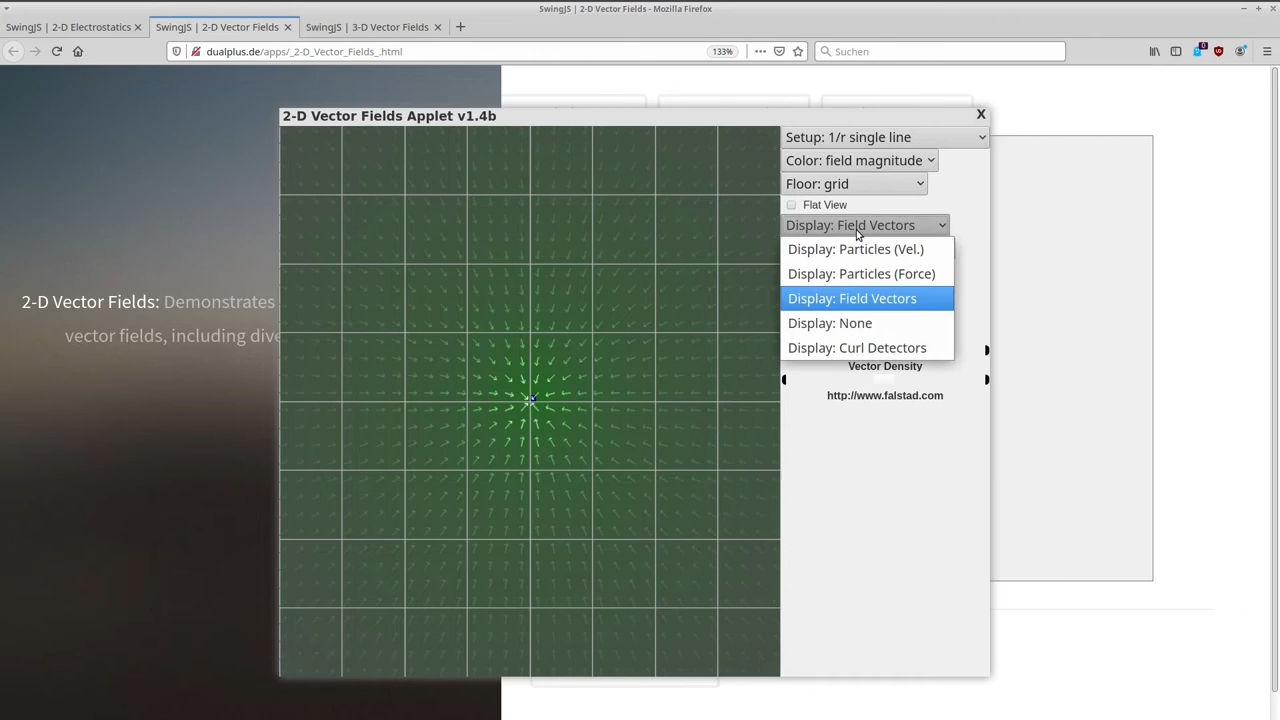 SwingJS | 2-D Vector Fields - Mozilla Firefox
SwingJS | 2-D Electrostatics
SwingJS | 2-D Vector Fields
SwingJS | 3-D Vector Fields
dualplus.de/apps/_2-D_Vector_Fields_.html
133%
Suchen
0
2-D Vector Fields Applet v1.4b
X
Setup: 1/r single line
Color: field magnitude
Floor: grid
Flat View
Display: Field Vectors
Display: Particles (Vel.)
Display: Particles (Force)
Display: Field Vectors
Display: None
Display: Curl Detectors
Vector Density
http://www.falstad.com
2-D Vector Fields: Demonstrates
vector fields, including dive